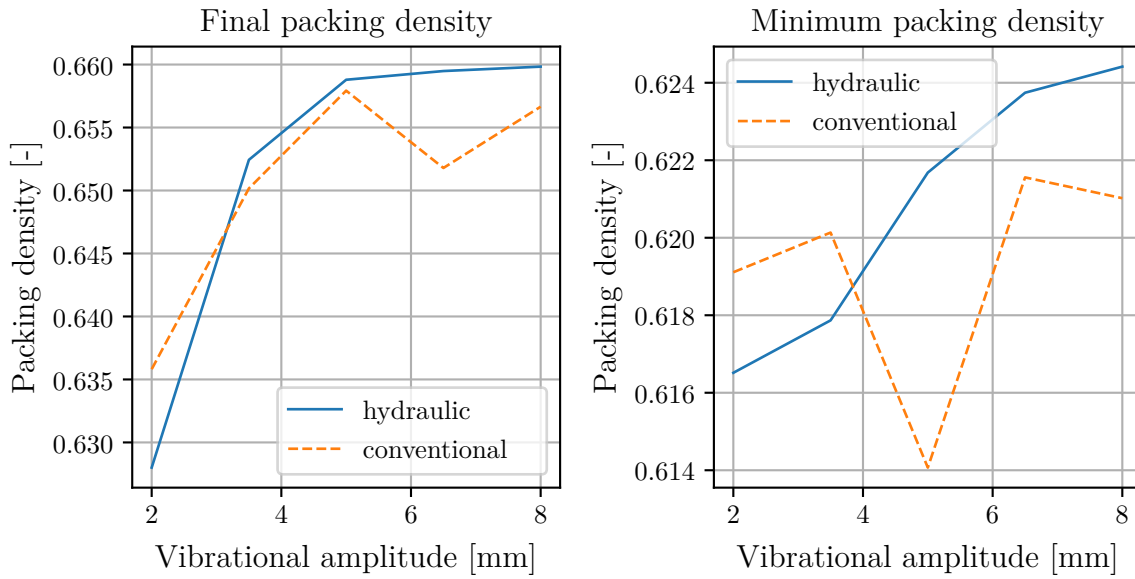 Final packing density
Packing density [-]
0.660
0.655
0.650
0.645
0.640
0.635
0.630
hydraulic
conventional
2 4 6 8
Vibrational amplitude [mm]
Minimum packing density
Packing density [-]
0.624
0.622
0.620
0.618
0.616
0.614
hydraulic
conventional
2 4 6 8
Vibrational amplitude [mm]